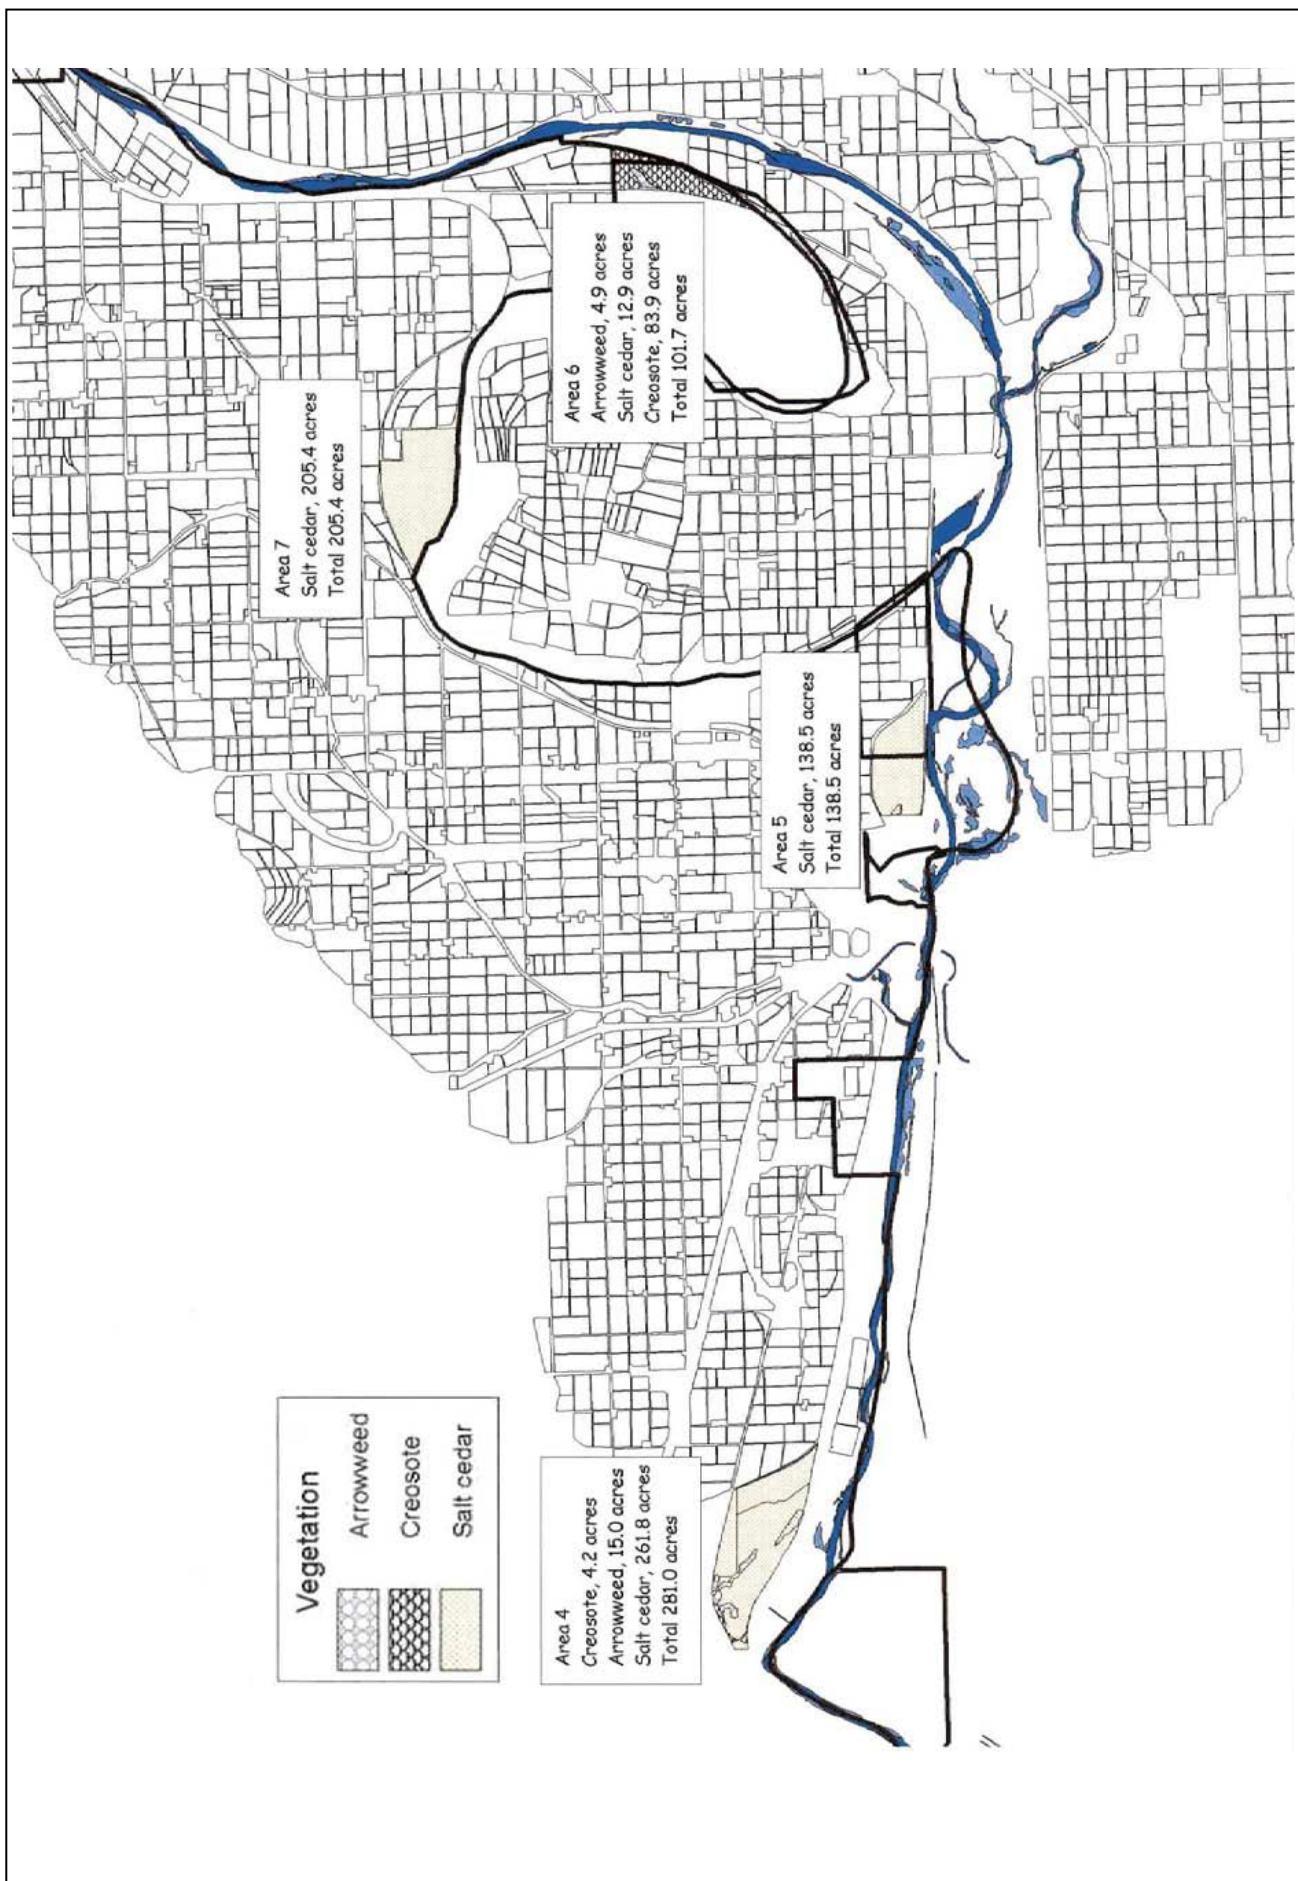 Area 7
Salt cedar, 205.4 acres
Total 205.4 acres
Area 6
Arrowweed, 4.9 acres
Salt cedar, 12.9 acres
Creosote, 83.9 acres
Total 101.7 acres
Area 5
Salt cedar, 138.5 acres
Total 138.5 acres
Vegetation
Arrowweed
Creosote
Salt cedar
Area 4
Creosote, 4.2 acres
Arrowweed, 15.0 acres
Salt cedar, 261.8 acres
Total 281.0 acres